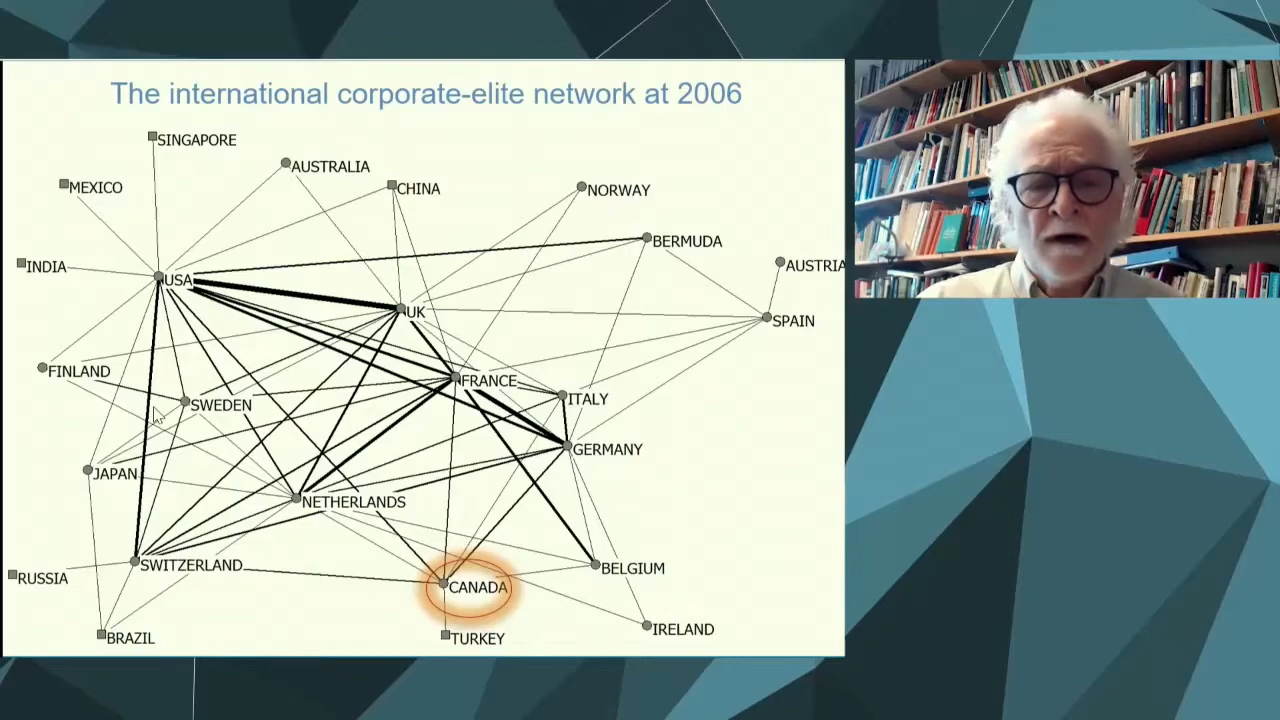 The international corporate-elite network at 2006
SINGAPORE
AUSTRALIA
MEXICO
CHINA
NORWAY
BERMUDA
INDIA
AUSTRIA
USA
UK
SPAIN
FINLAND
FRANCE
ITALY
SWEDEN
GERMANY
JAPAN
NETHERLANDS
SWITZERLAND
BELGIUM
RUSSIA
CANADA
IRELAND
BRAZIL
TURKEY